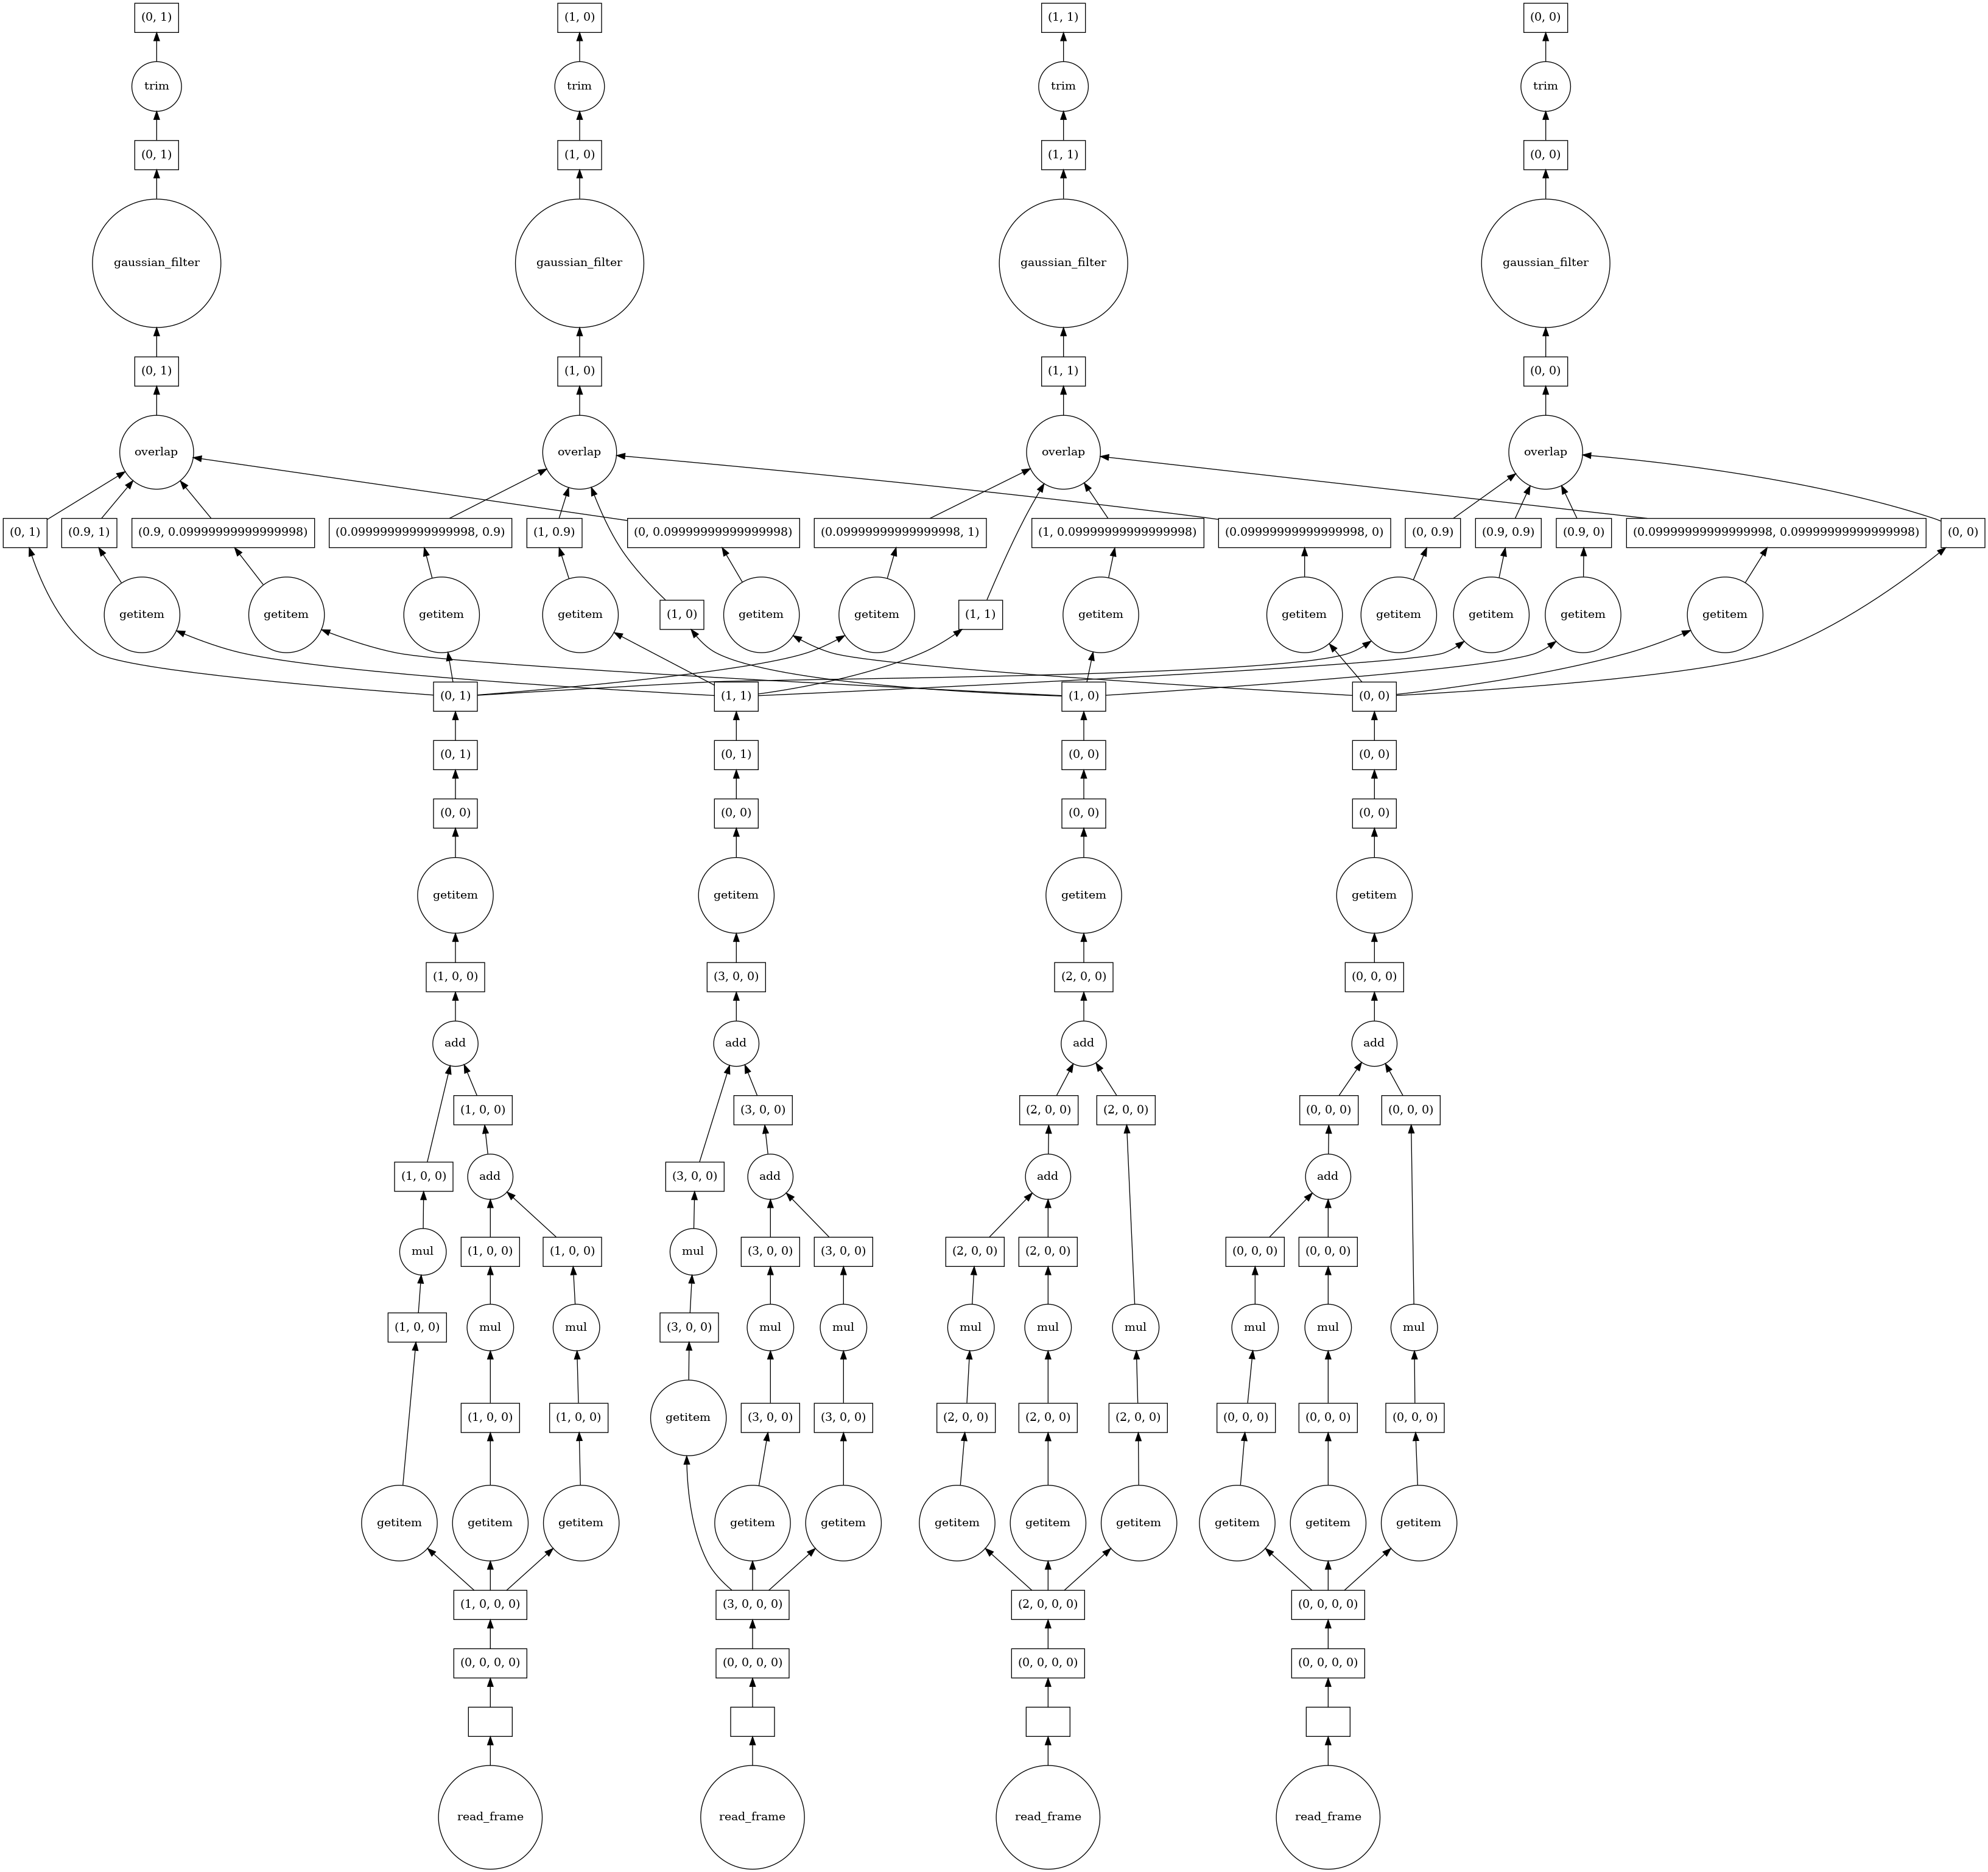 (0, 1)
(1, 0)
(1, 1)
(0, 0)
trim
trim
trim
trim
(0, 1)
(1, 0)
(1, 1)
(0, 0)
gaussian_filter
gaussian_filter
gaussian_filter
gaussian_filter
(0, 1)
(1, 0)
(1, 1)
(0, 0)
overlap
overlap
overlap
overlap
(0, 1)
(0.9, 1)
(0.9, 0.09999999999999998)
(0.09999999999999998, 0.9)
(1, 0.9)
(0, 0.09999999999999998)
(0.09999999999999998, 1)
(1, 0.09999999999999998)
(0.09999999999999998, 0)
(0, 0.9)
(0.9, 0.9)
(0.9, 0)
(0.09999999999999998, 0.09999999999999998)
(0, 0)
getitem
getitem
getitem
getitem
(1, 0)
getitem
getitem
(1, 1)
getitem
getitem
getitem
getitem
getitem
getitem
(0, 1)
(1, 1)
(1, 0)
(0, 0)
(0, 1)
(0, 1)
(0, 0)
(0, 0)
(0, 0)
(0, 0)
(0, 0)
(0, 0)
getitem
getitem
getitem
getitem
(1, 0, 0)
(3, 0, 0)
(2, 0, 0)
(0, 0, 0)
add
add
add
add
(1, 0, 0)
(3, 0, 0)
(2, 0, 0)
(2, 0, 0)
(0, 0, 0)
(0, 0, 0)
(1, 0, 0)
add
(3, 0, 0)
add
add
add
mul
(1, 0, 0)
(1, 0, 0)
mul
(3, 0, 0)
(3, 0, 0)
(2, 0, 0)
(2, 0, 0)
(0, 0, 0)
(0, 0, 0)
(1, 0, 0)
mul
mul
(3, 0, 0)
mul
mul
mul
mul
mul
mul
mul
mul
(1, 0, 0)
(1, 0, 0)
getitem
(3, 0, 0)
(3, 0, 0)
(2, 0, 0)
(2, 0, 0)
(2, 0, 0)
(0, 0, 0)
(0, 0, 0)
(0, 0, 0)
getitem
getitem
getitem
getitem
getitem
getitem
getitem
getitem
getitem
getitem
getitem
(1, 0, 0, 0)
(3, 0, 0, 0)
(2, 0, 0, 0)
(0, 0, 0, 0)
(0, 0, 0, 0)
(0, 0, 0, 0)
(0, 0, 0, 0)
(0, 0, 0, 0)
read_frame
read_frame
read_frame
read_frame